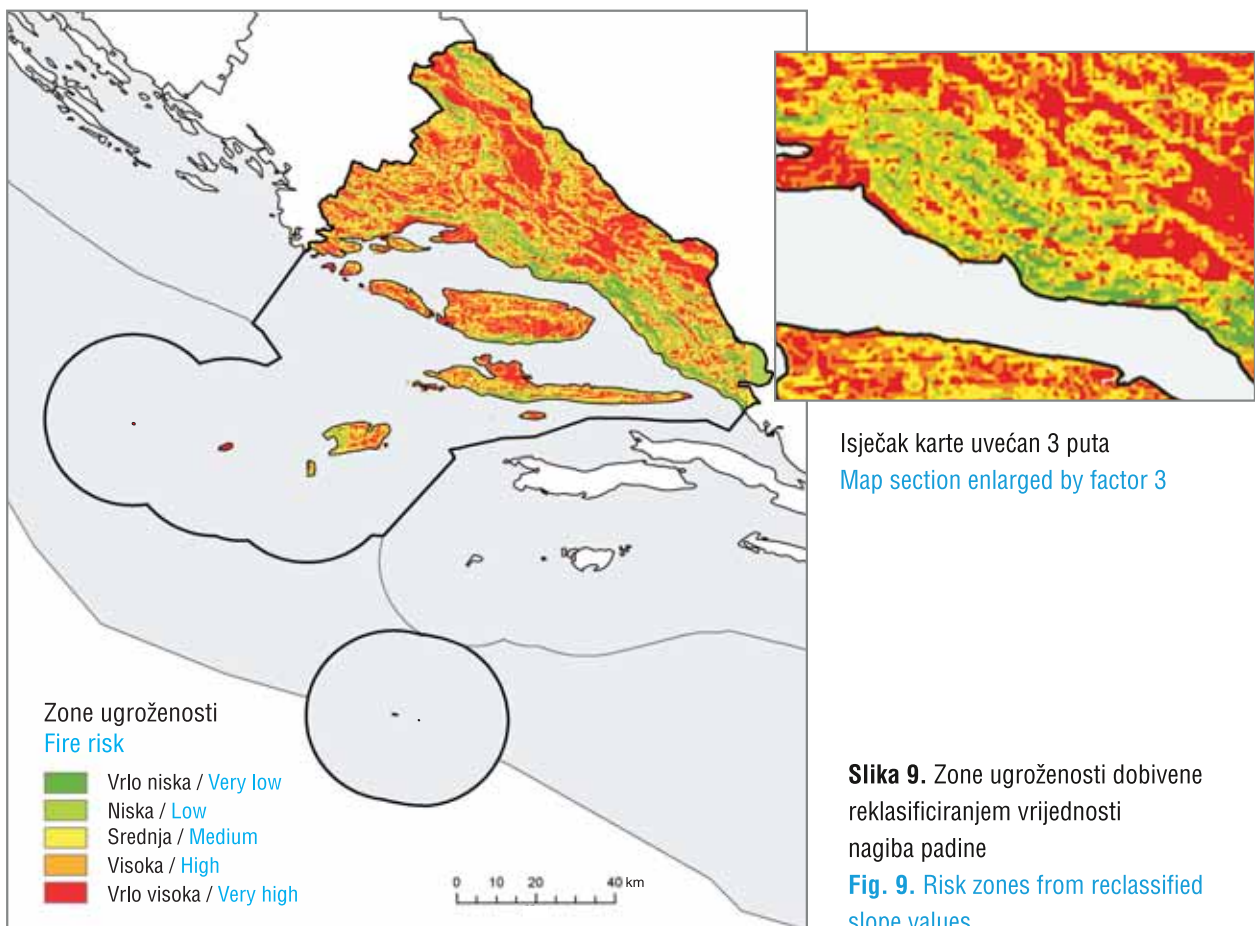 Isječak karte uvećan 3 puta
Map section enlarged by factor 3
Zone ugroženosti
Fire risk
Vrlo niska / Very low
Niska / Low
Srednja / Medium
Visoka / High
Vrlo visoka / Very high
0 10 20 40 km
Slika 9. Zone ugroženosti dobivene
reklasificiranjem vrijednosti
nagiba padine
Fig. 9. Risk zones from reclassified
slope values